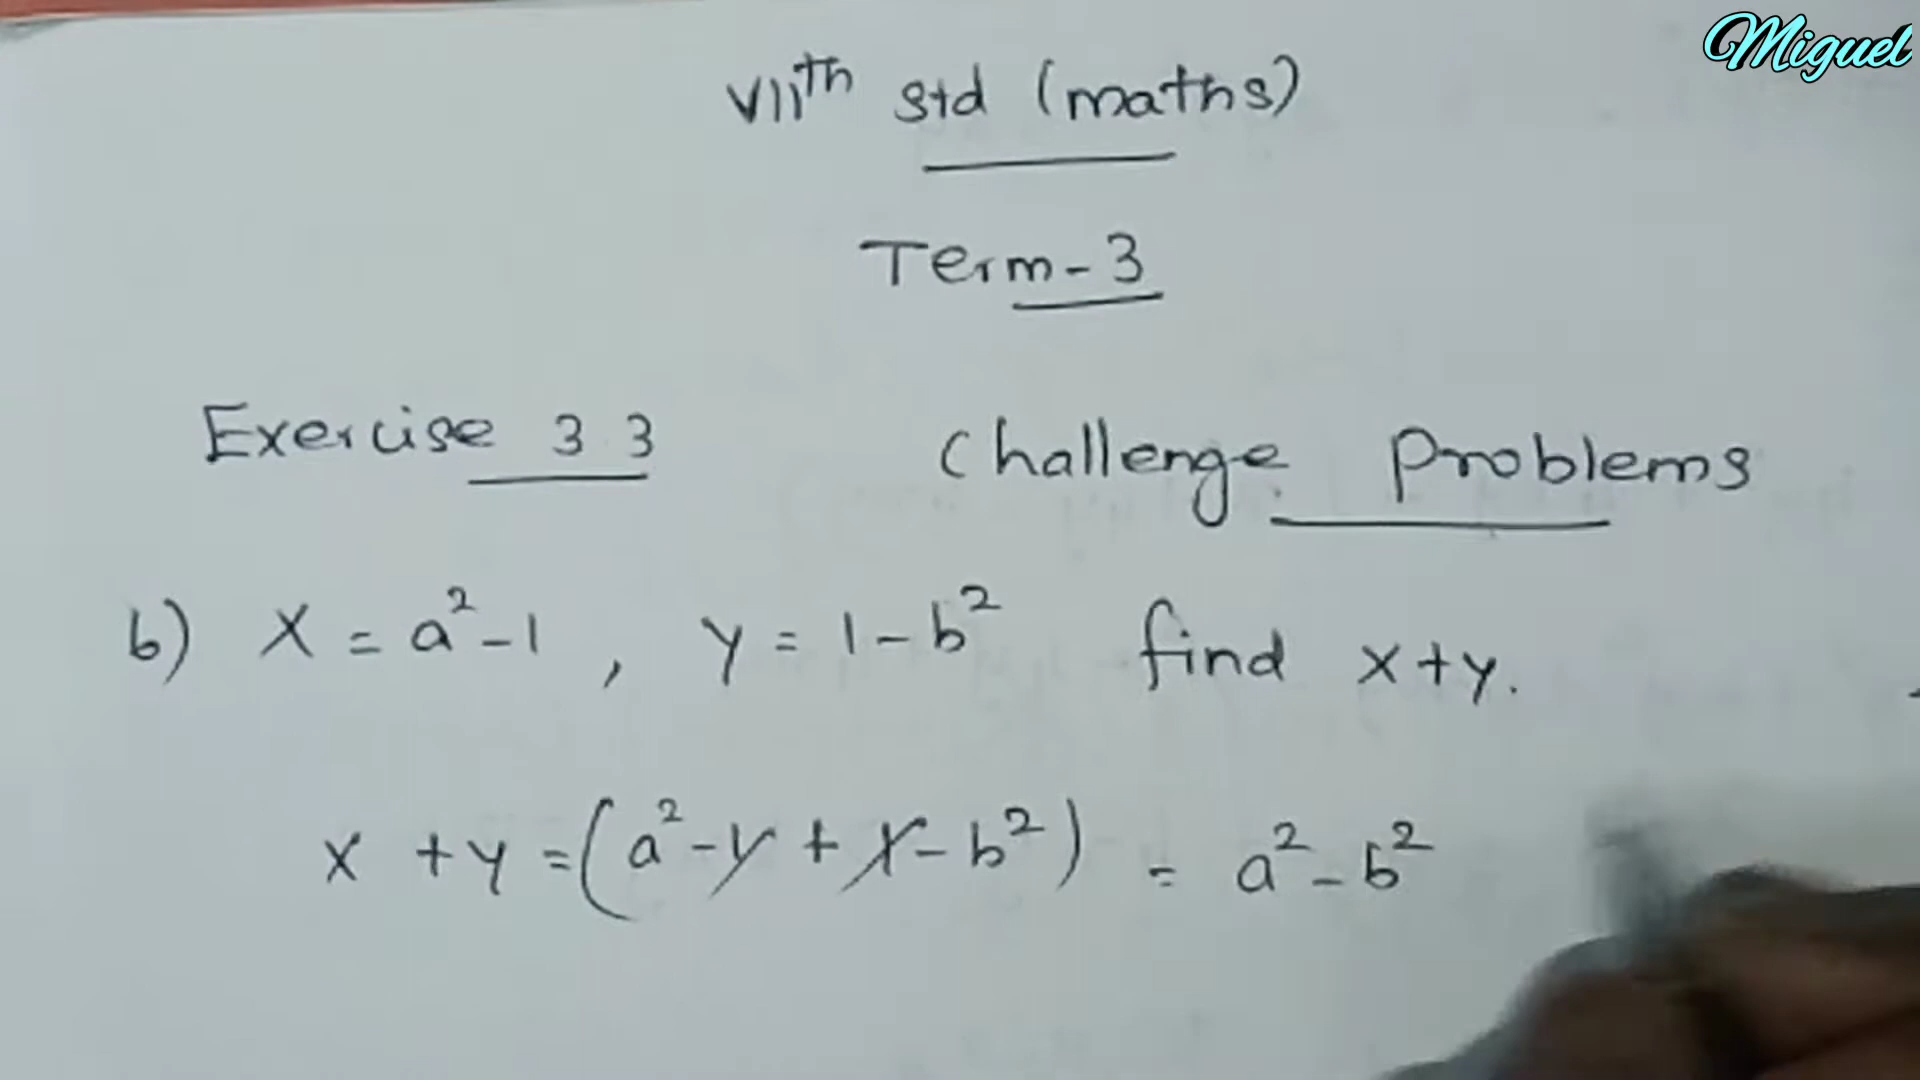 Miguel
VIIth std (maths)
Term-3
Exercise 3.3 Challenge Problems
6) x = a²-1, y = 1-b² find x+y.
x + y = (a²-1+1-b²) = a²-b²